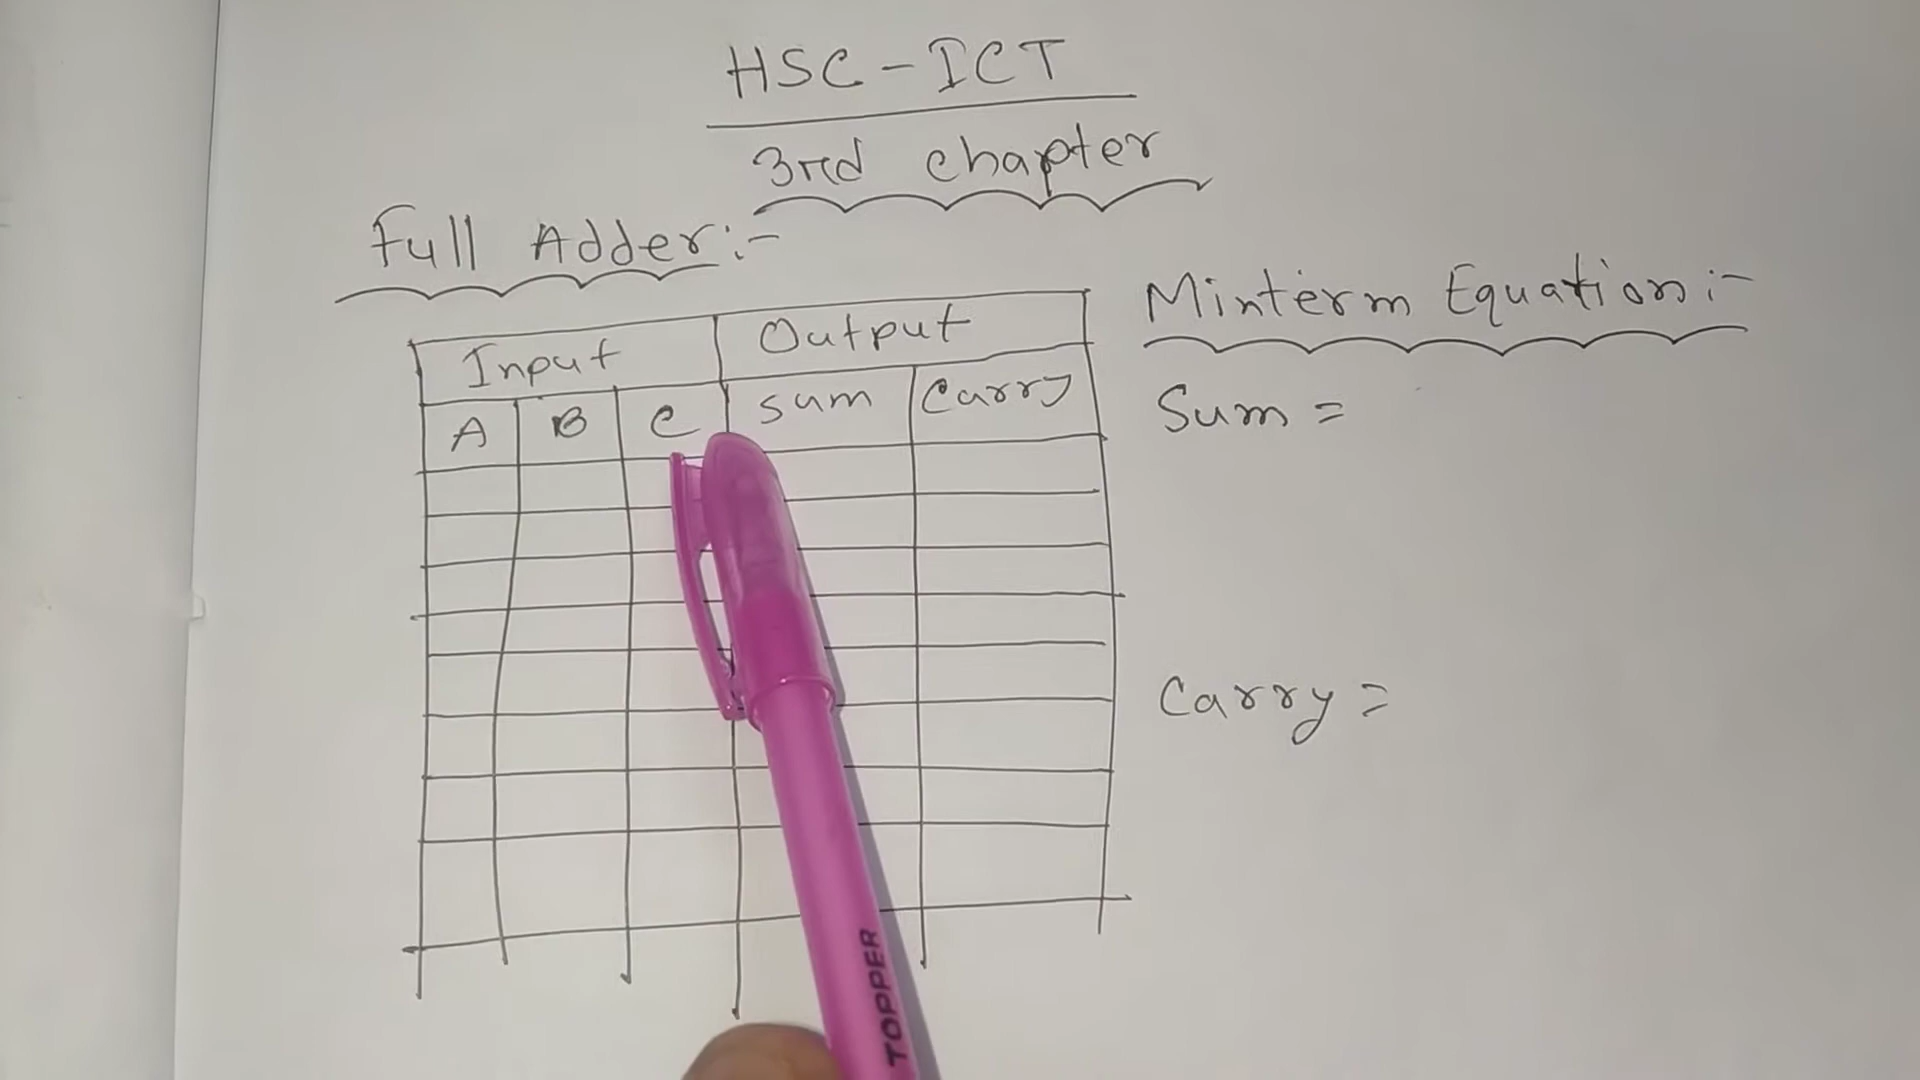 HSC - ICT
3rd chapter
Full Adder:-
Input Output
A B C Sum Carry
Minterm Equation:-
Sum =
Carry =
TOPPER